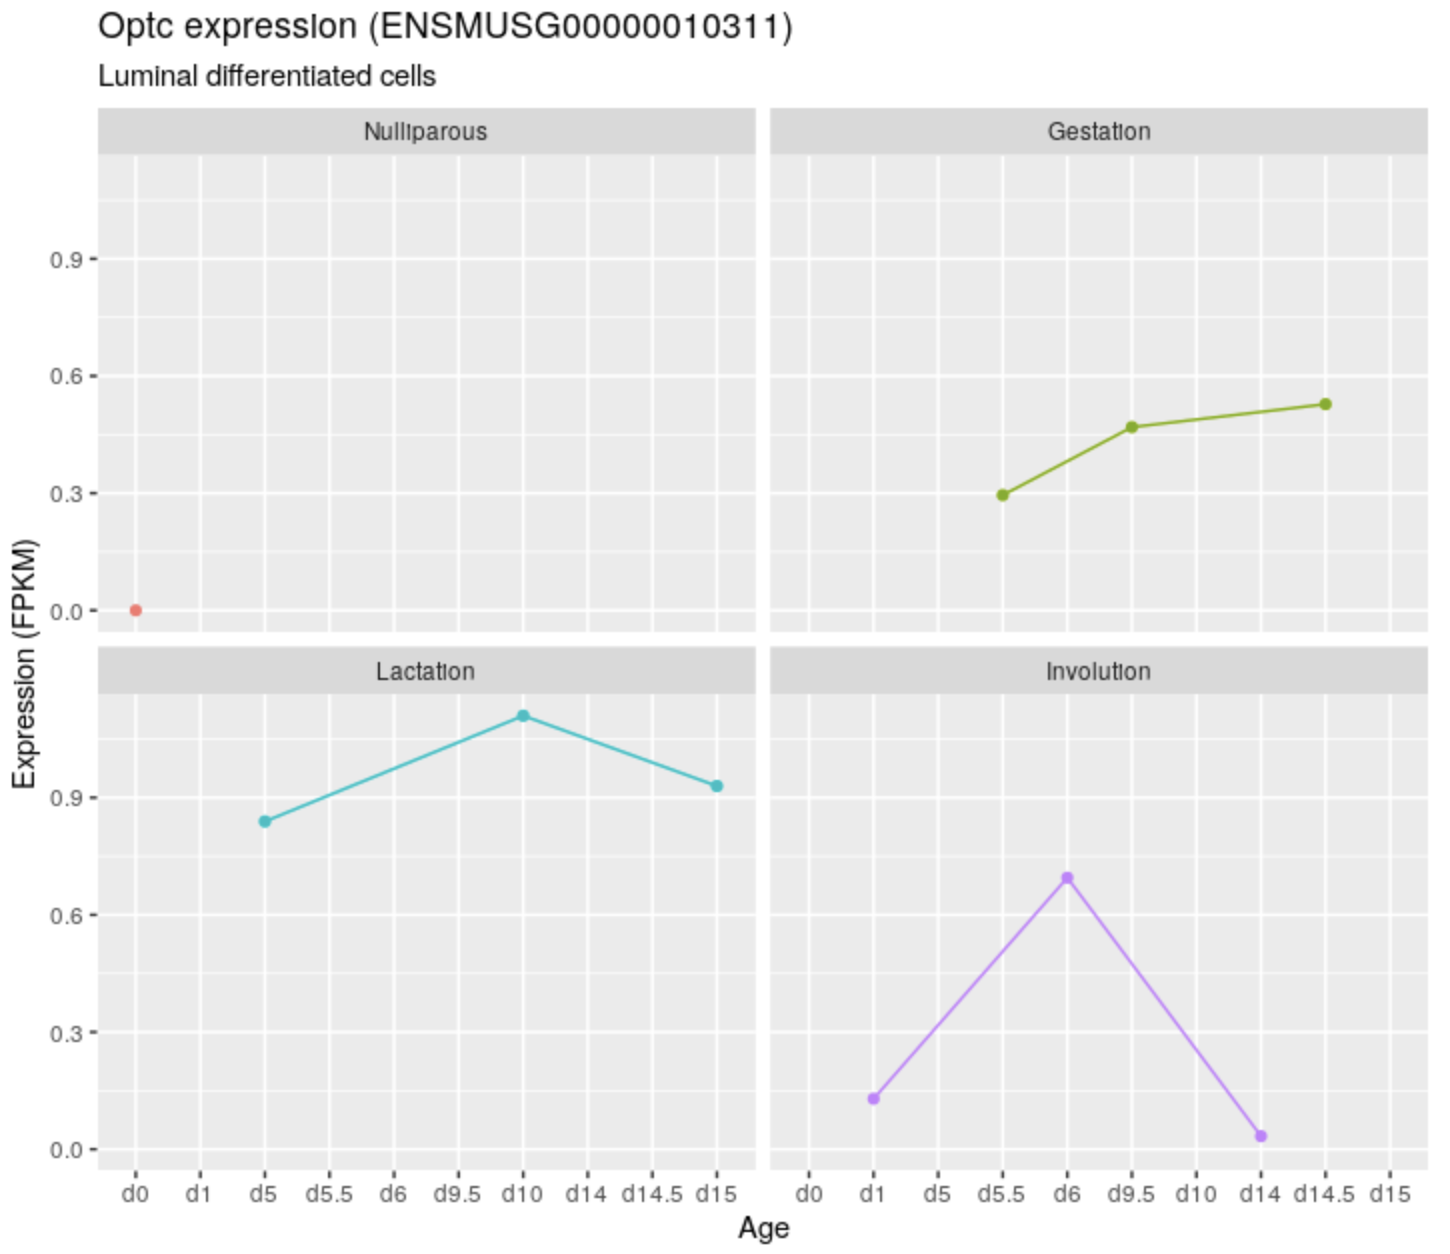 Optc expression (ENSMUSG00000010311)
Luminal differentiated cells
Nulliparous
Gestation
0.9
0.6
0.3
0.0
Expression (FPKM)
Lactation
Involution
0.9
0.6
0.3
0.0
d0 d1 d5 d5.5 d6 d9.5 d10 d14 d14.5 d15
d0 d1 d5 d5.5 d6 d9.5 d10 d14 d14.5 d15
Age